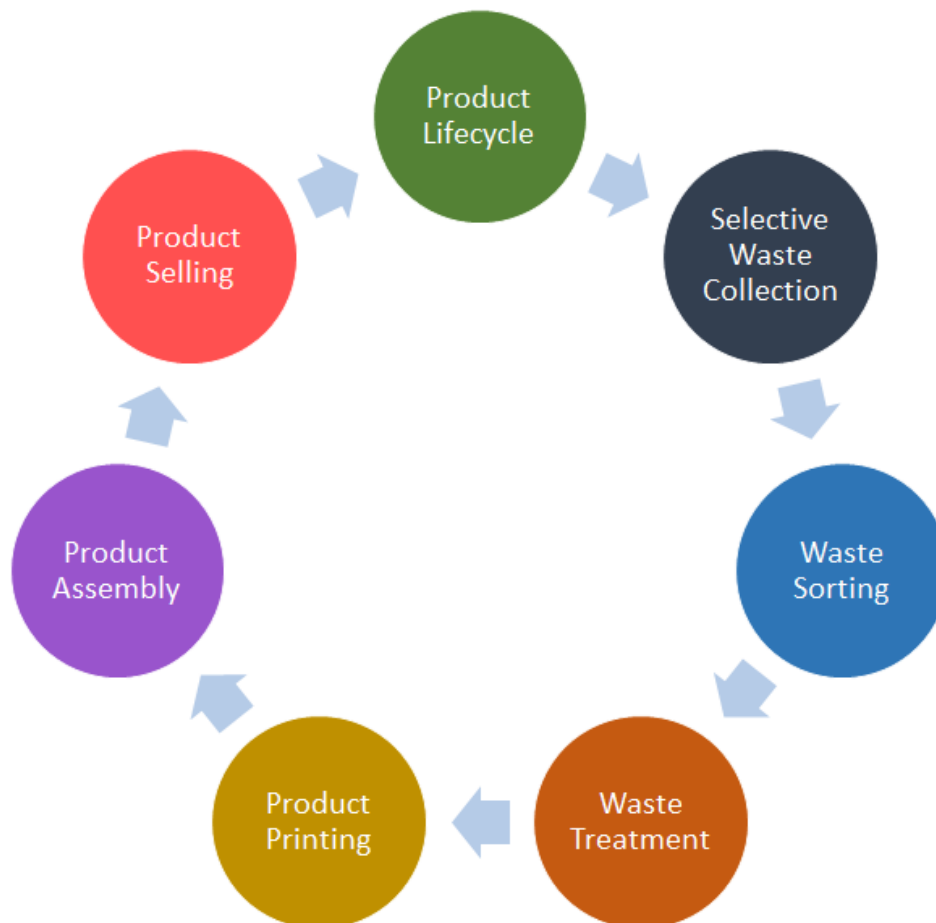 Product
Lifecycle
Selective
Waste
Collection
Waste
Sorting
Waste
Treatment
Product
Printing
Product
Assembly
Product
Selling